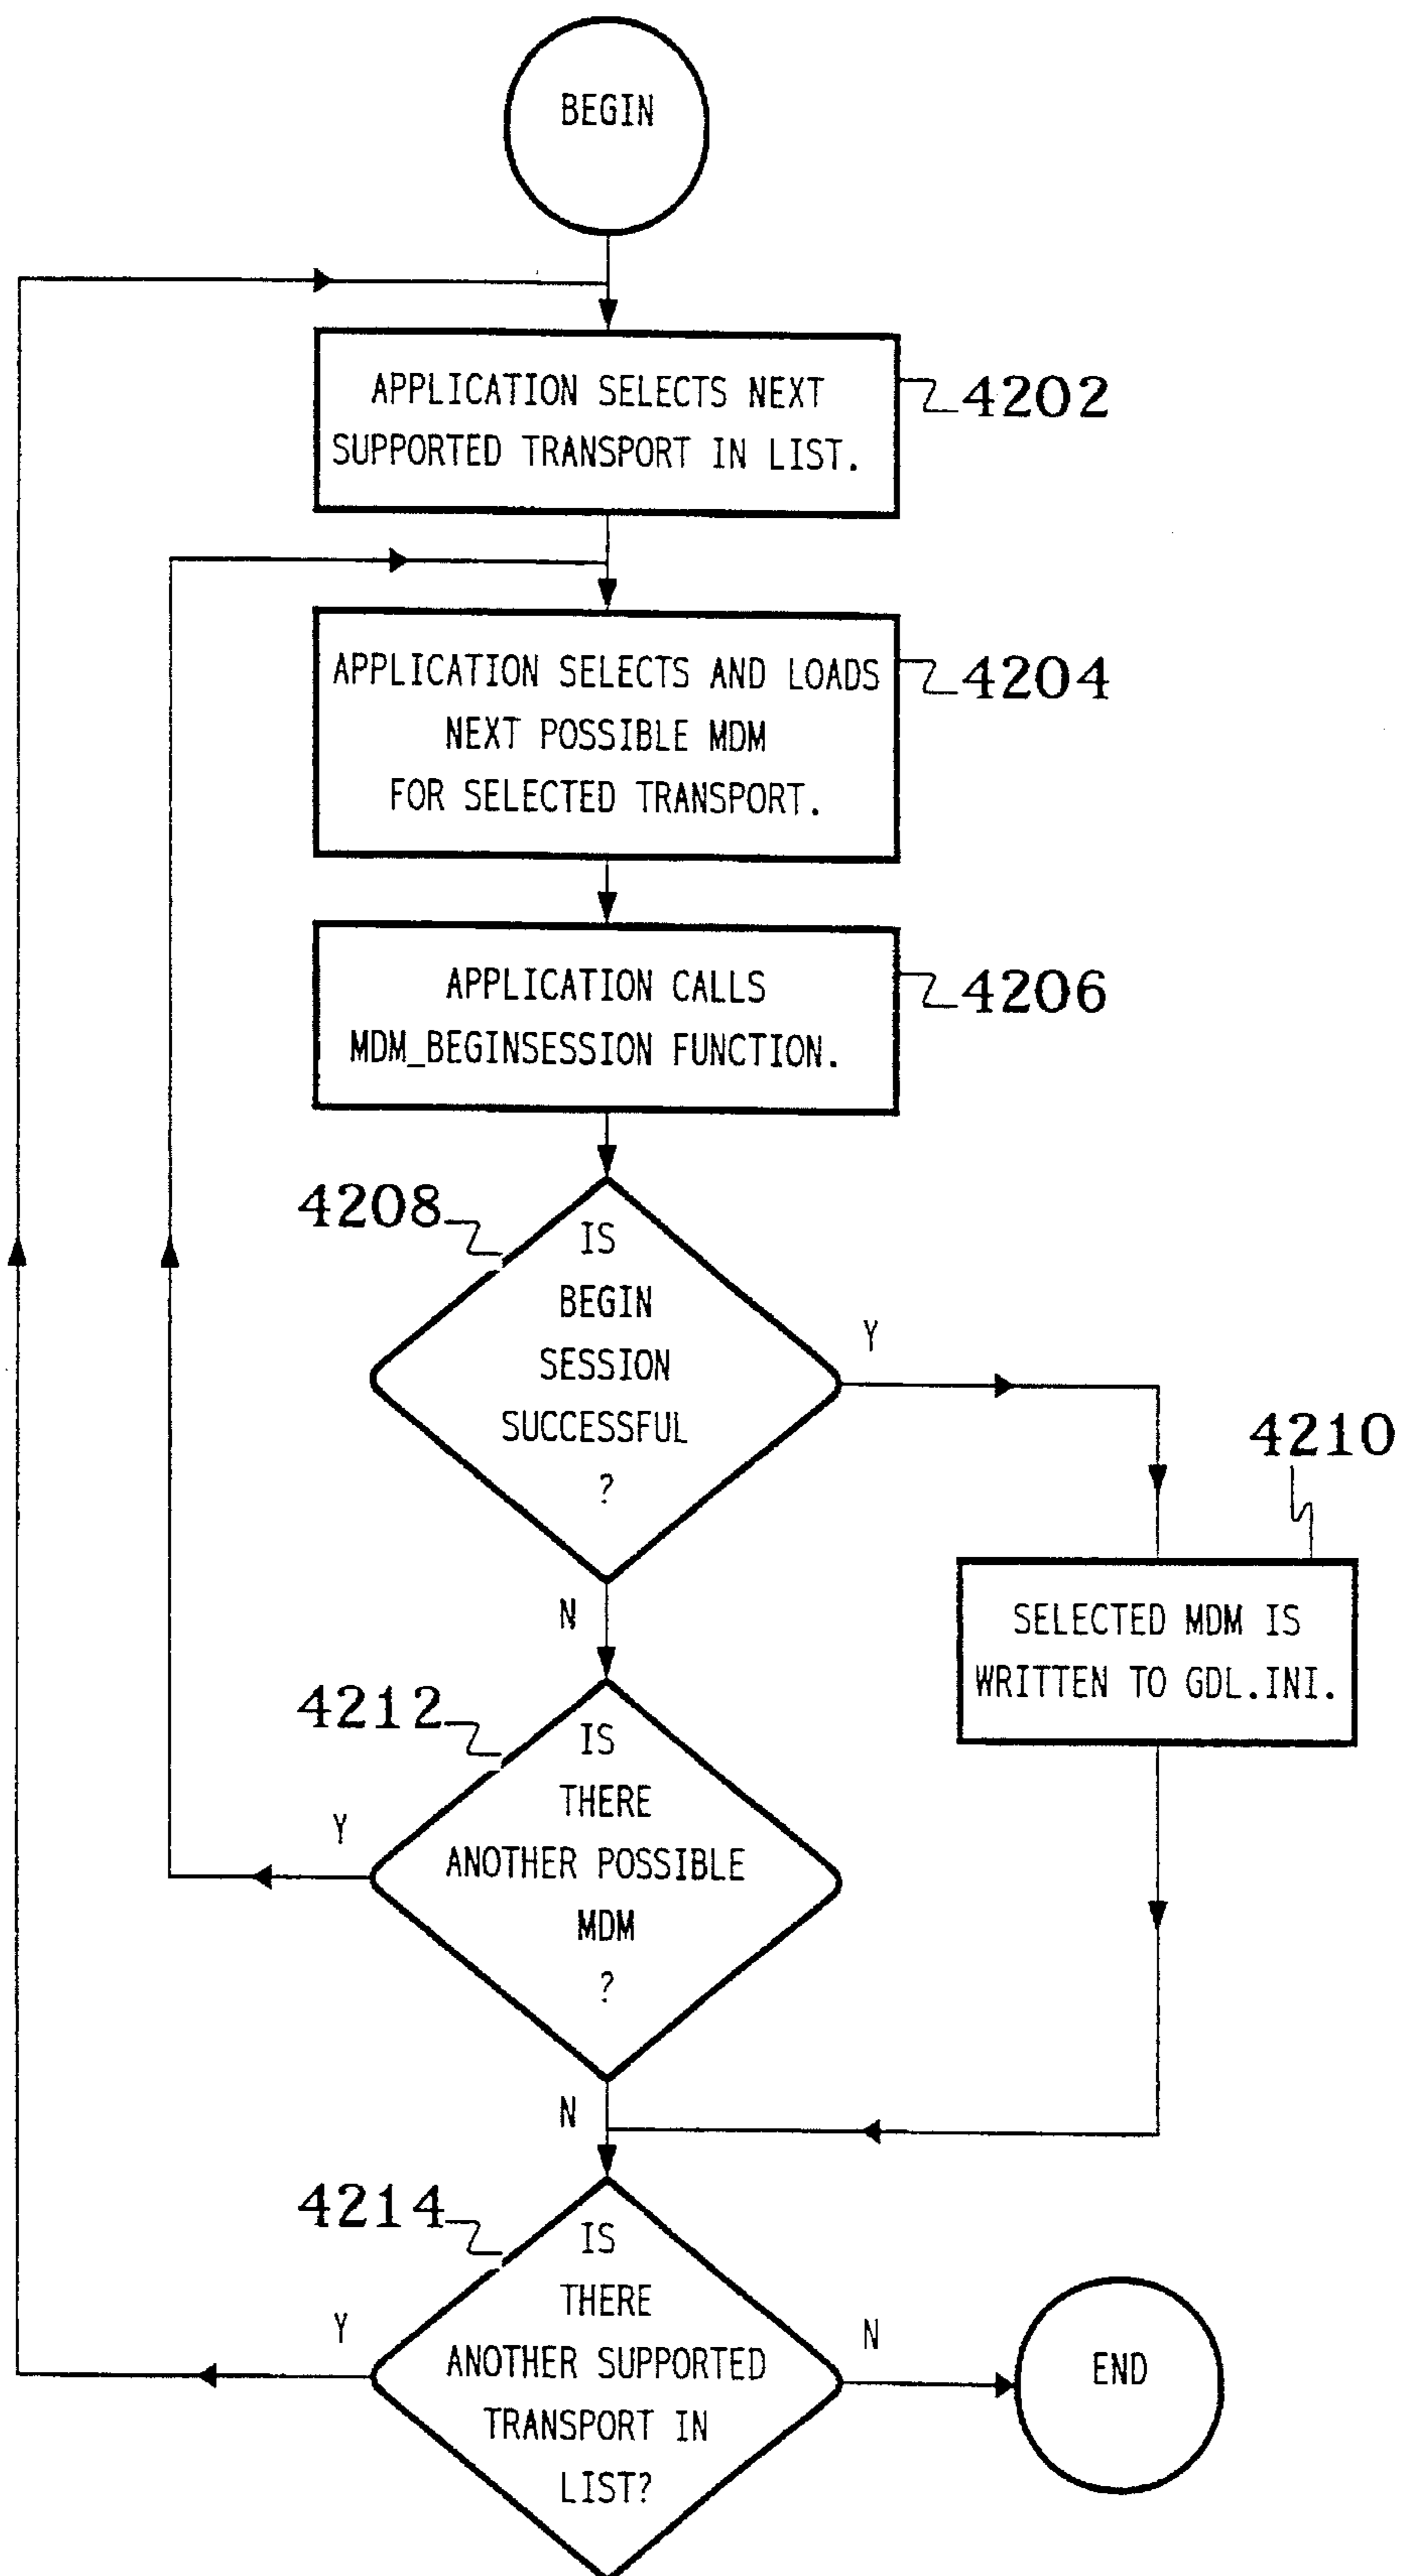 BEGIN
APPLICATION SELECTS NEXT
SUPPORTED TRANSPORT IN LIST.
4202
APPLICATION SELECTS AND LOADS
NEXT POSSIBLE MDM
FOR SELECTED TRANSPORT.
4204
APPLICATION CALLS
MDM_BEGINSESSION FUNCTION.
4206
4208
IS
BEGIN
SESSION
SUCCESSFUL
?
Y
4210
SELECTED MDM IS
WRITTEN TO GDL.INI.
N
4212
IS
THERE
ANOTHER POSSIBLE
MDM
?
Y
N
4214
IS
THERE
ANOTHER SUPPORTED
TRANSPORT IN
LIST?
Y
N
END